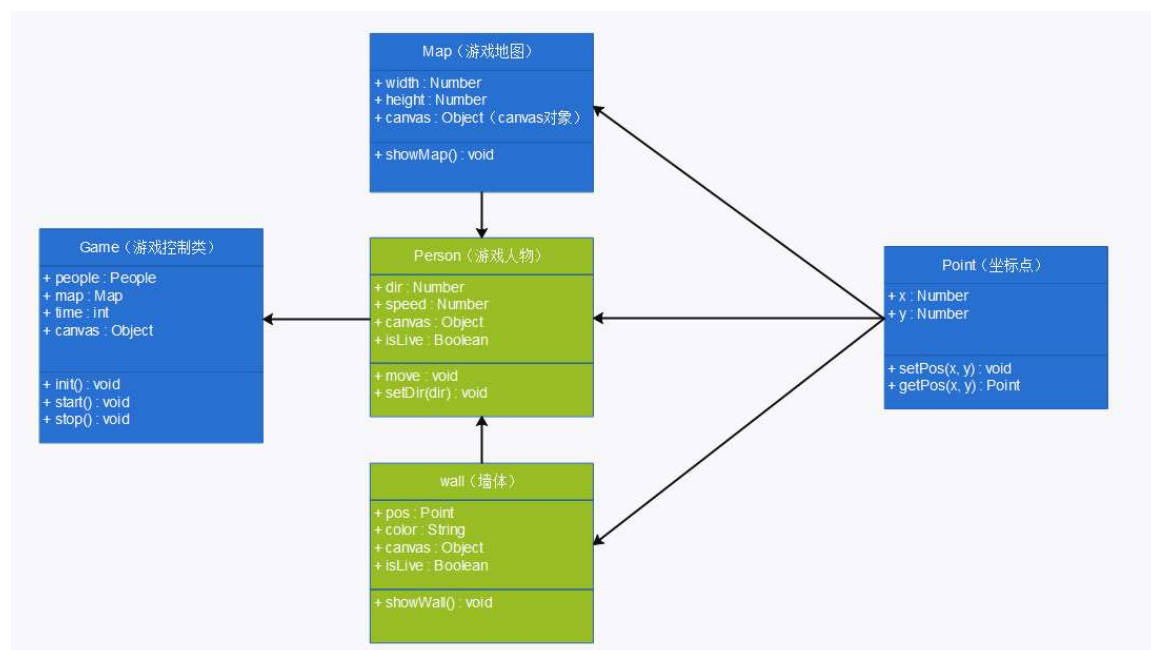 Map（游戏地图）
+ width : Number
+ height : Number
+ canvas : Object（canvas对象）
+ showMap() : void
Game（游戏控制类）
+ people : People
+ map : Map
+ time : int
+ canvas : Object
+ init() : void
+ start() : void
+ stop() : void
Person（游戏人物）
+ dir : Number
+ speed : Number
+ canvas : Object
+ isLive : Boolean
+ move : void
+ setDir(dir) : void
Point（坐标点）
+ x : Number
+ y : Number
+ setPos(x, y) : void
+ getPos(x, y) : Point
wall（墙体）
+ pos : Point
+ color : String
+ canvas : Object
+ isLive : Boolean
+ showWall() : void